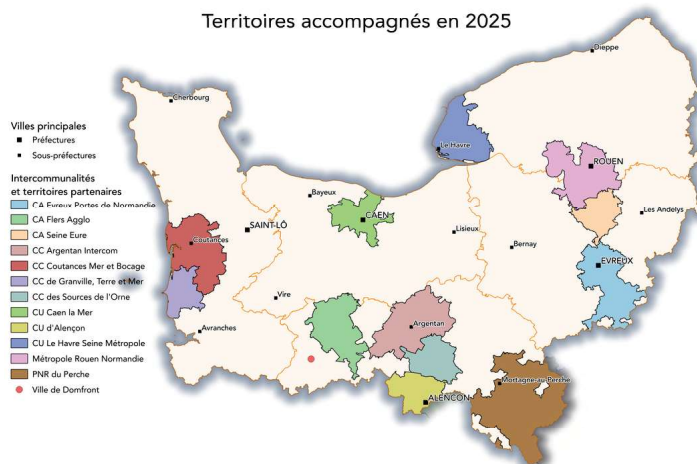 Territoires accompagnés en 2025
Dieppe
Cherbourg
Villes principales
Préfectures
Sous-préfectures
Le Havre
ROUEN
Intercommunalités
et territoires partenaires
CA Evreux Portes de Normandie
CA Flers Agglo
CA Seine Eure
CC Argentan Intercom
CC Coutances Mer et Bocage
CC de Granville, Terre et Mer
CC des Sources de l'Orne
CU Caen la Mer
CU d'Alençon
CU Le Havre Seine Métropole
Métropole Rouen Normandie
PNR du Perche
Ville de Domfront
Bayeux
CAEN
Les Andelys
SAINT-LÔ
Coutances
Lisieux
Bernay
EVREUX
Vire
Avranches
Argentan
Mortagne-au-Perche
ALENCON